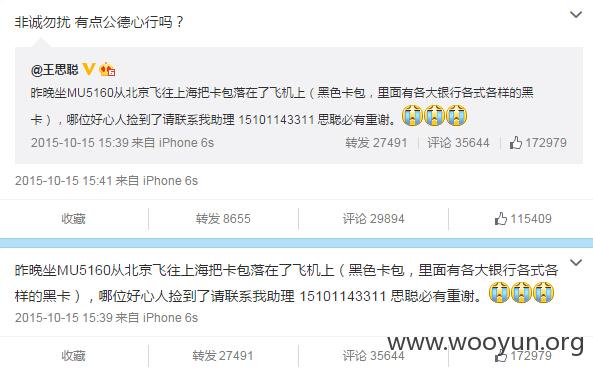 非诚勿扰 有点公德心行吗？
@王思聪
昨晚坐MU5160从北京飞往上海把卡包落在了飞机上（黑色卡包，里面有各大银行各式各样的黑
卡），哪位好心人捡到了请联系我助理 15101143311 思聪必有重谢。
2015-10-15 15:39 来自 iPhone 6s 转发 27491 评论 35644 172979
2015-10-15 15:41 来自 iPhone 6s
收藏 转发 8655 评论 29894 115409
昨晚坐MU5160从北京飞往上海把卡包落在了飞机上（黑色卡包，里面有各大银行各式各
样的黑卡），哪位好心人捡到了请联系我助理 15101143311 思聪必有重谢。
2015-10-15 15:39 来自 iPhone 6s
www.wooyun.org
收藏 转发 27491 评论 35644 172979